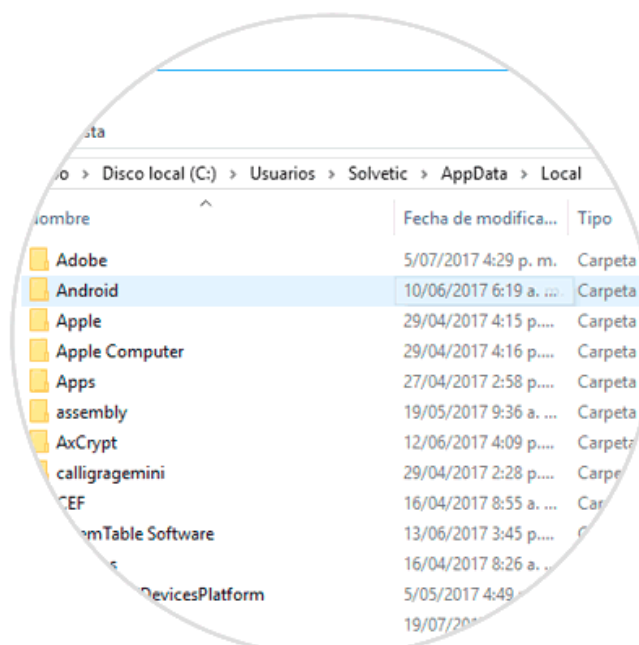 Disco local (C:) > Usuarios > Solvetic > AppData > Local
Nombre Fecha de modifica... Tipo
Adobe 5/07/2017 4:29 p. m. Carpeta
Android 10/06/2017 6:19 a. ... Carpeta
Apple 29/04/2017 4:15 p.... Carpeta
Apple Computer 29/04/2017 4:16 p.... Carpeta
Apps 27/04/2017 2:58 p.... Carpeta
assembly 19/05/2017 9:36 a. ... Carpeta
AxCrypt 12/06/2017 4:09 p.... Carpeta
calligragemini 29/04/2017 2:28 p....
CEF 16/04/2017 8:55 a. ...
Software 13/06/2017 3:45 p....
16/04/2017 8:26 a.
DevicesPlatform 5/05/2017 4:49